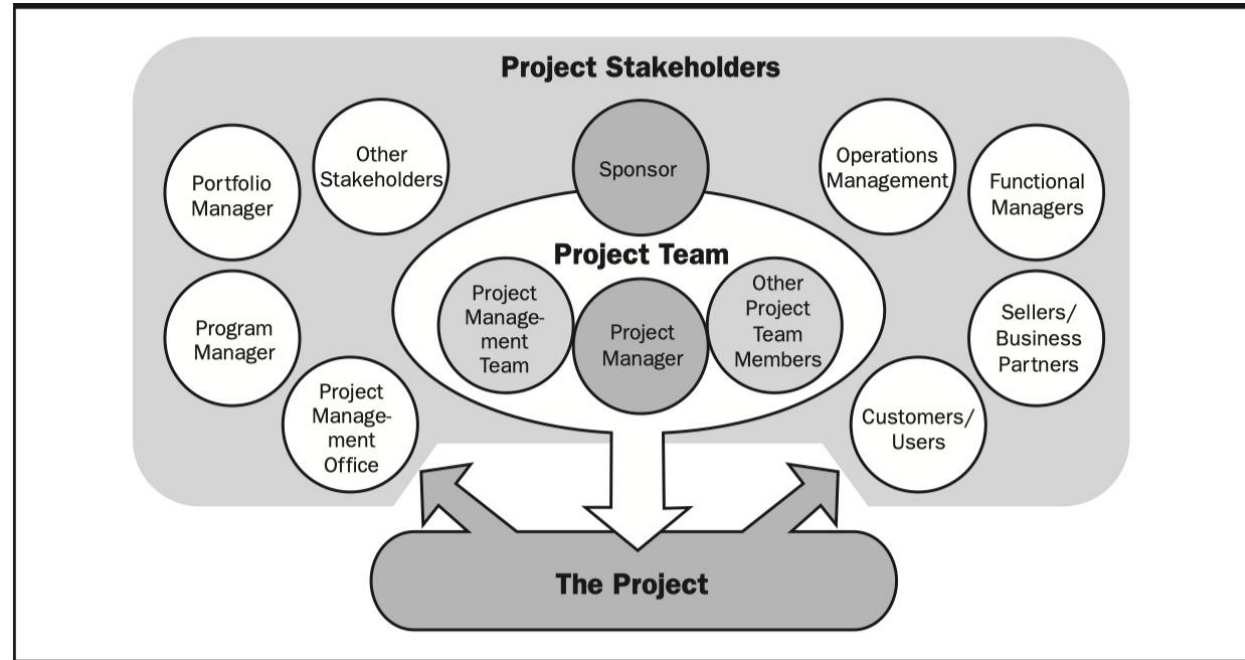 Project Stakeholders
Portfolio
Manager
Other
Stakeholders
Sponsor
Operations
Management
Functional
Managers
Project Team
Program
Manager
Project
Manage-
ment
Team
Project
Manager
Other
Project
Team
Members
Sellers/
Business
Partners
Project
Manage-
ment
Office
Customers/
Users
The Project